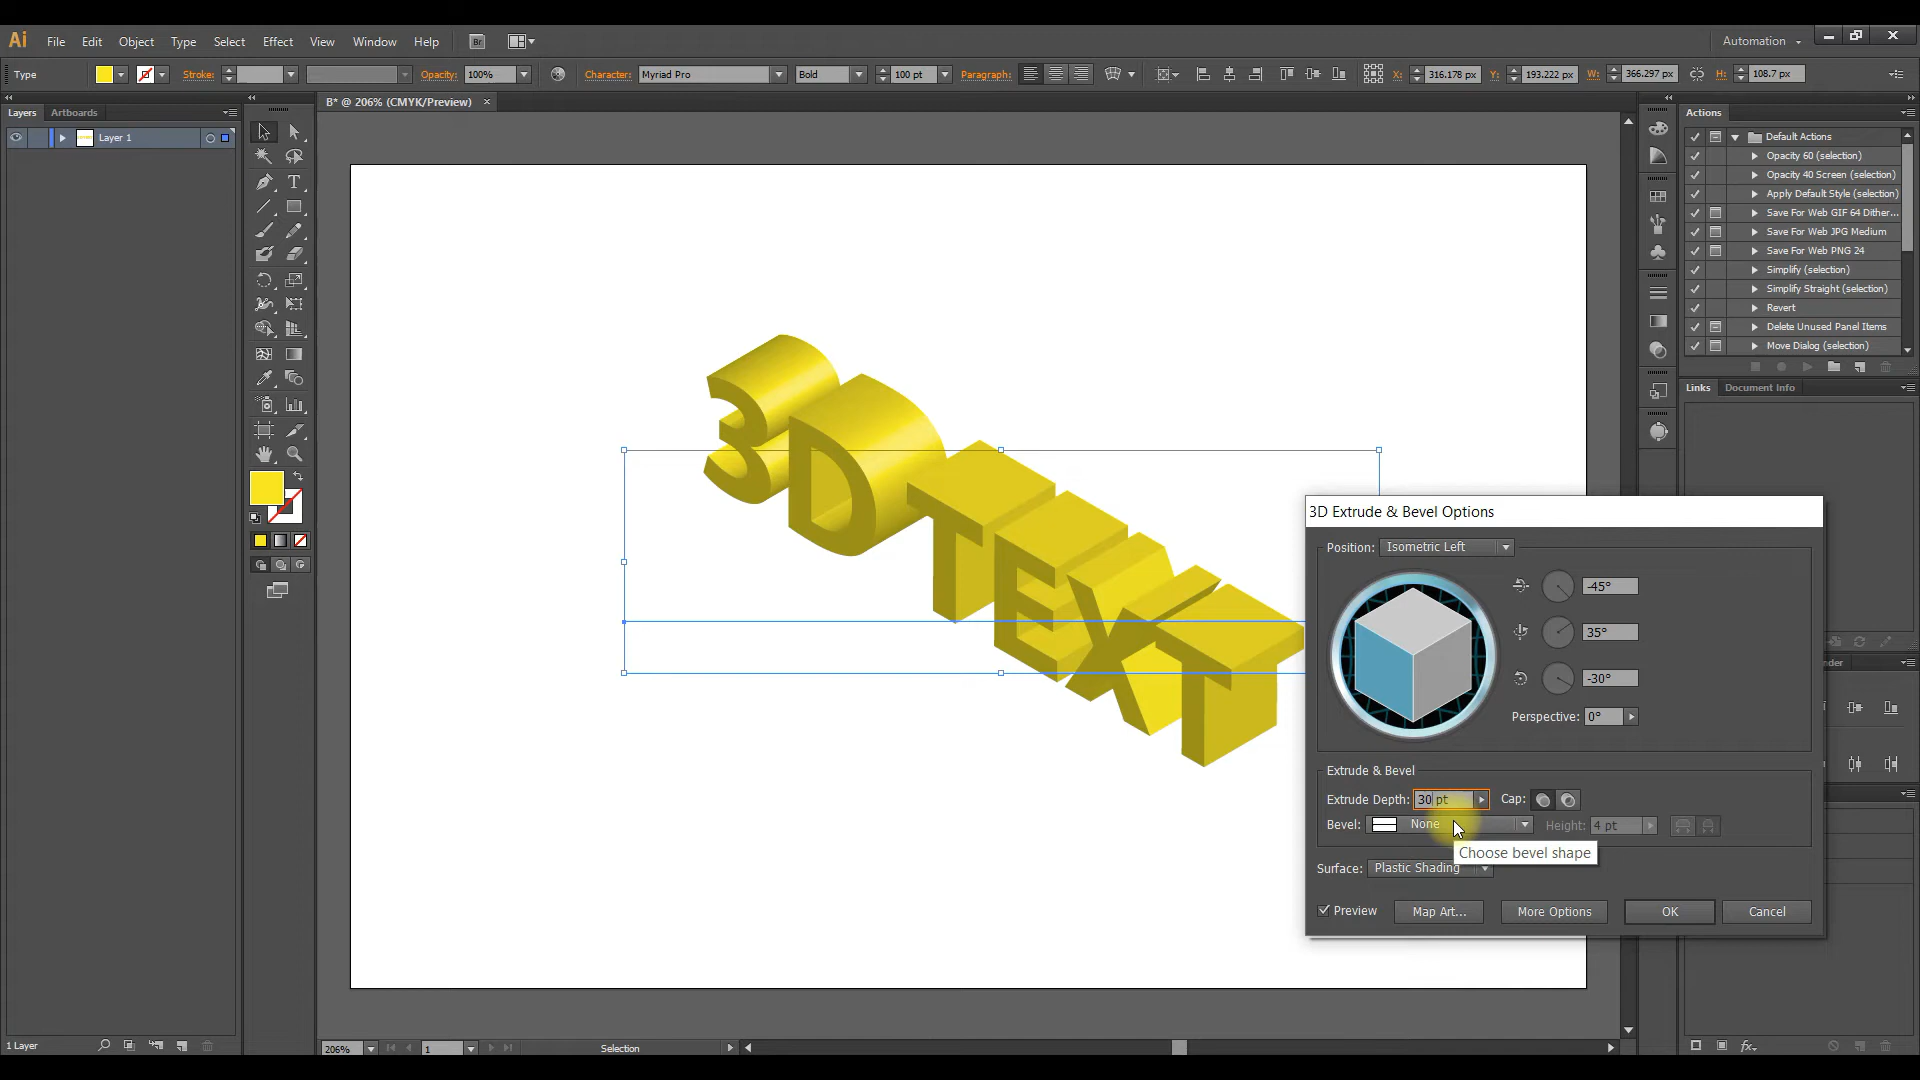 Ai File Edit Object Type Select Effect View Window Help Br Automation
Type Stroke: Opacity: 100% Character: Myriad Pro Bold 100 pt Paragraph: X: 316.178 px Y: 193.222 px W: 366.297 px H: 108.7 px
Layers Artboards
B* @ 206% (CMYK/Preview)
Layer 1
Actions
Default Actions
Opacity 60 (selection)
Opacity 40 Screen (selection)
Apply Default Style (selection)
Save For Web GIF 64 Dither...
Save For Web JPG Medium
Save For Web PNG 24
Simplify (selection)
Simplify Straight (selection)
Revert
Delete Unused Panel Items
Move Dialog (selection)
Links Document Info
3D TEXT
3D Extrude & Bevel Options
Position: Isometric Left
-45°
35°
-30°
Perspective: 0°
Extrude & Bevel
Extrude Depth: 30 pt Cap:
Bevel: None Height: 4 pt
Choose bevel shape
Surface: Plastic Shading
Preview Map Art... More Options OK Cancel
1 Layer
206% 1 Selection
fx